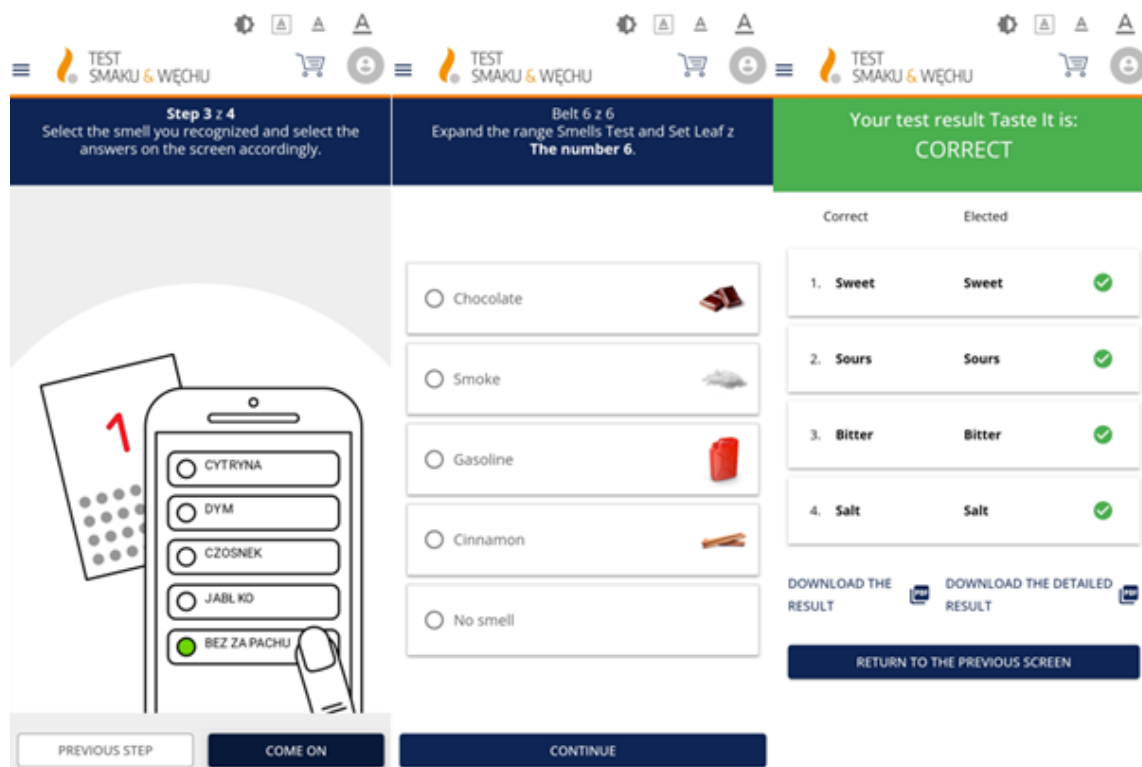 A A A
TEST
SMAKU & WĘCHU
Step 3 z 4
Select the smell you recognized and select the
answers on the screen accordingly.
1
CYTRYNA
DYM
CZOSNEK
JABŁKO
BEZ ZAPACHU
PREVIOUS STEP
COME ON
A A A
TEST
SMAKU & WĘCHU
Belt 6 z 6
Expand the range Smells Test and Set Leaf z
The number 6.
Chocolate
Smoke
Gasoline
Cinnamon
No smell
CONTINUE
A A A
TEST
SMAKU & WĘCHU
Your test result Taste It is:
CORRECT
Correct Elected
1. Sweet Sweet
2. Sours Sours
3. Bitter Bitter
4. Salt Salt
DOWNLOAD THE
RESULT PDF
DOWNLOAD THE DETAILED
RESULT PDF
RETURN TO THE PREVIOUS SCREEN